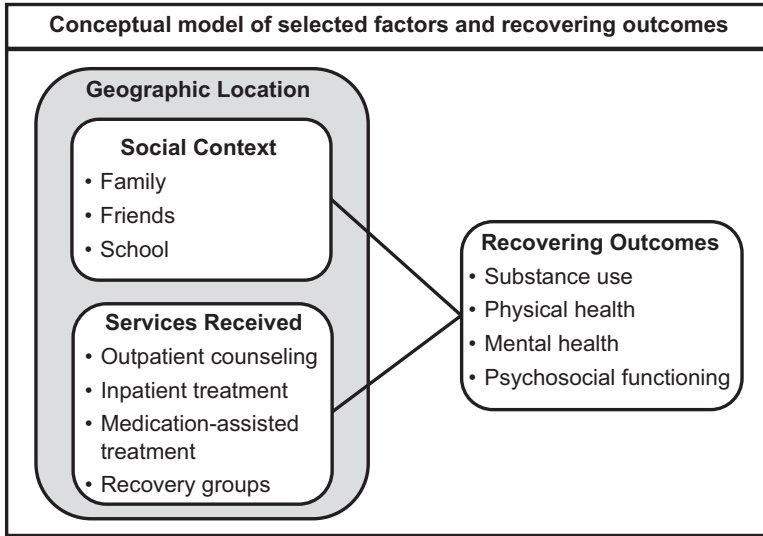 Conceptual model of selected factors and recovering outcomes
Geographic Location
Social Context
• Family
• Friends
• School
Services Received
• Outpatient counseling
• Inpatient treatment
• Medication-assisted
treatment
• Recovery groups
Recovering Outcomes
• Substance use
• Physical health
• Mental health
• Psychosocial functioning